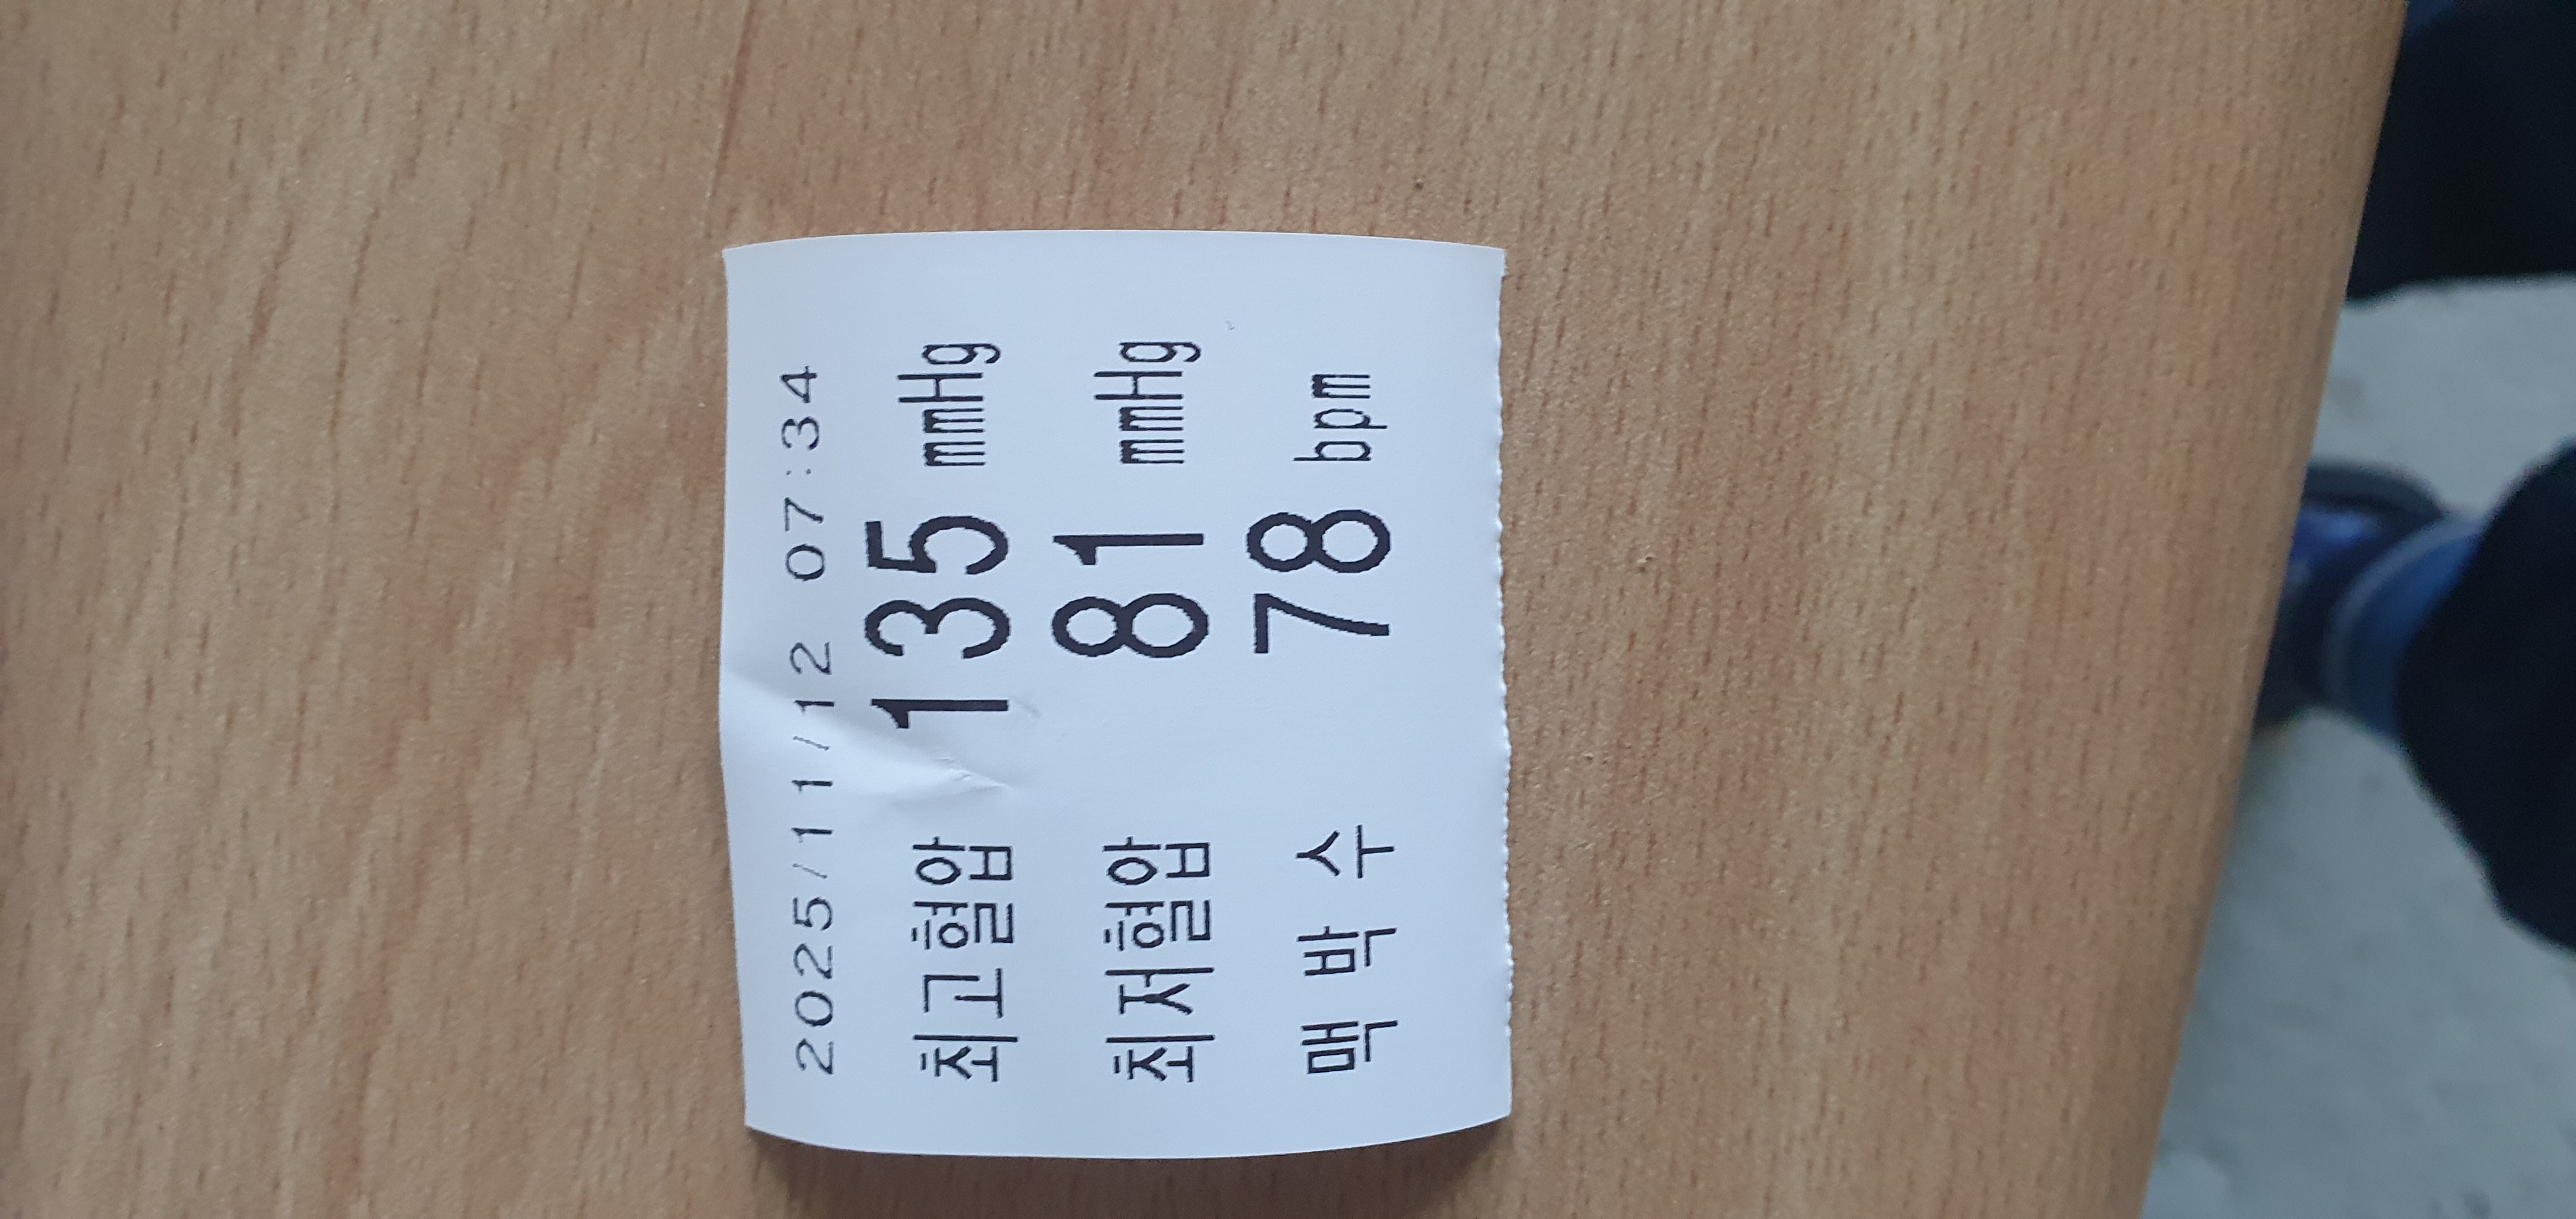 2025/11/12 07:34
최고혈압 135 mmHg
최저혈압 81 mmHg
맥 박 수 78 bpm